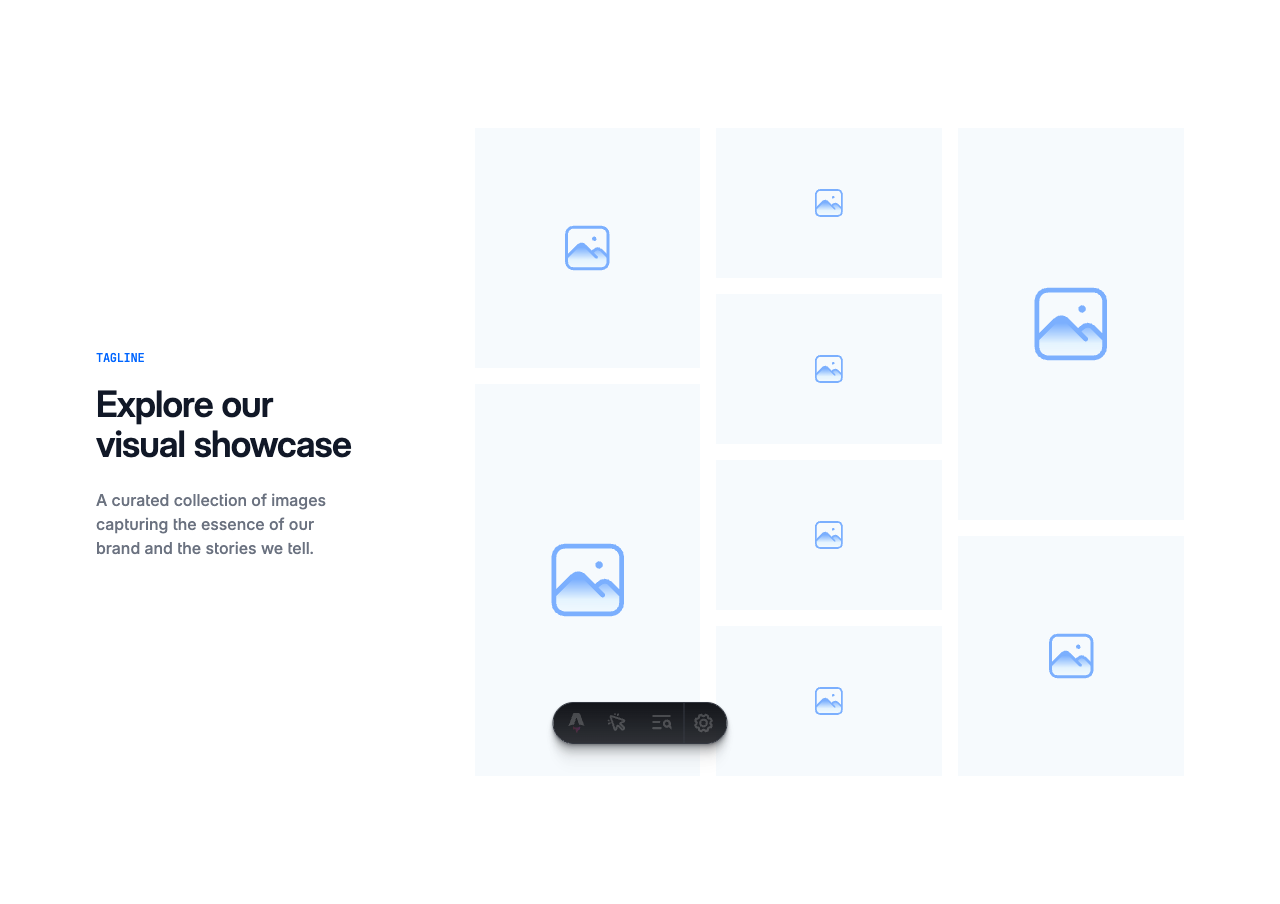 TAGLINE
Explore our
visual showcase
A curated collection of images
capturing the essence of our
brand and the stories we tell.